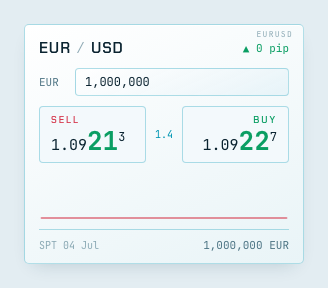 EURUSD
EUR / USD
▲ 0 pip
EUR 1,000,000
SELL BUY
1.09213 1.4 1.09227
SPT 04 Jul 1,000,000 EUR